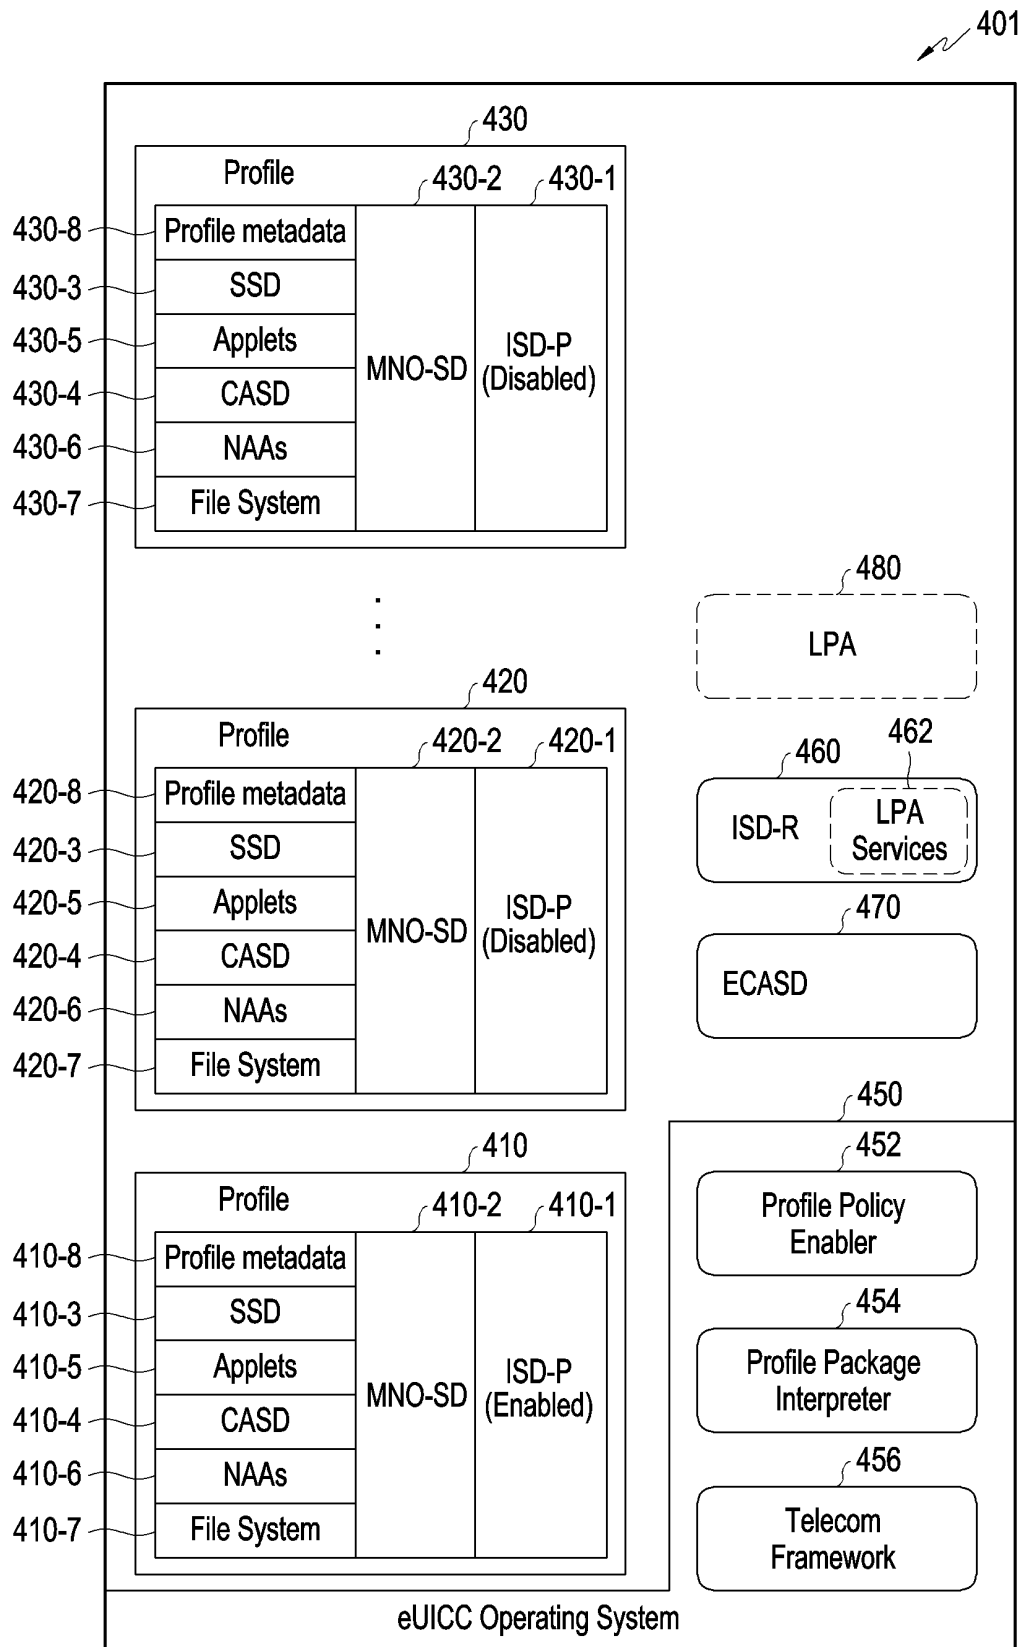 401
430
Profile
430-2
430-1
430-8
Profile metadata
430-3
SSD
430-5
Applets
430-4
CASD
430-6
NAAs
430-7
File System
MNO-SD
ISD-P
(Disabled)
480
LPA
420
Profile
420-2
420-1
420-8
Profile metadata
420-3
SSD
420-5
Applets
420-4
CASD
420-6
NAAs
420-7
File System
MNO-SD
ISD-P
(Disabled)
460
462
ISD-R
LPA
Services
470
ECASD
450
410
Profile
410-2
410-1
410-8
Profile metadata
410-3
SSD
410-5
Applets
410-4
CASD
410-6
NAAs
410-7
File System
MNO-SD
ISD-P
(Enabled)
452
Profile Policy
Enabler
454
Profile Package
Interpreter
456
Telecom
Framework
eUICC Operating System